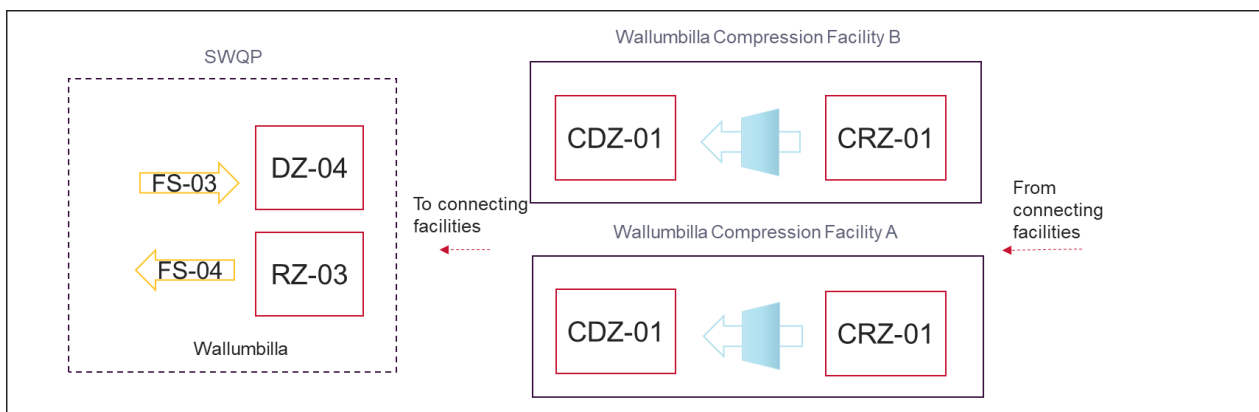 SWQP
FS-03
DZ-04
FS-04
RZ-03
Wallumbilla
To connecting
facilities
Wallumbilla Compression Facility B
CDZ-01
CRZ-01
Wallumbilla Compression Facility A
CDZ-01
CRZ-01
From
connecting
facilities